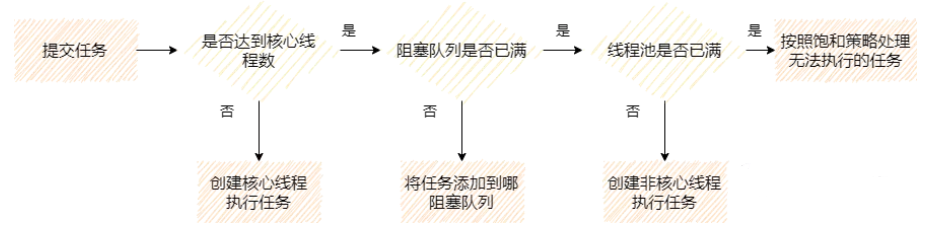 提交任务
是否达到核心线
程数
是
阻塞队列是否已满
是
线程池是否已满
是
按照饱和策略处理
无法执行的任务
否
否
否
创建核心线程
执行任务
将任务添加到哪
阻塞队列
创建非核心线程
执行任务